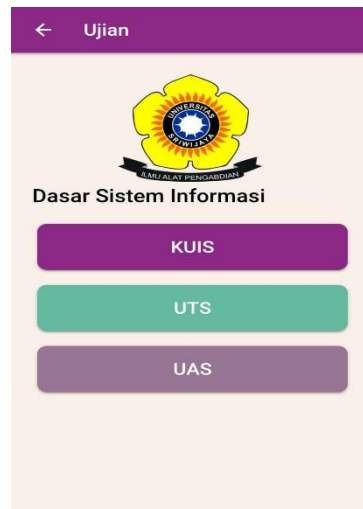 Ujian
UNIVERSITAS
SRIWIJAYA
ILMU ALAT PENGABDIAN
Dasar Sistem Informasi
KUIS
UTS
UAS